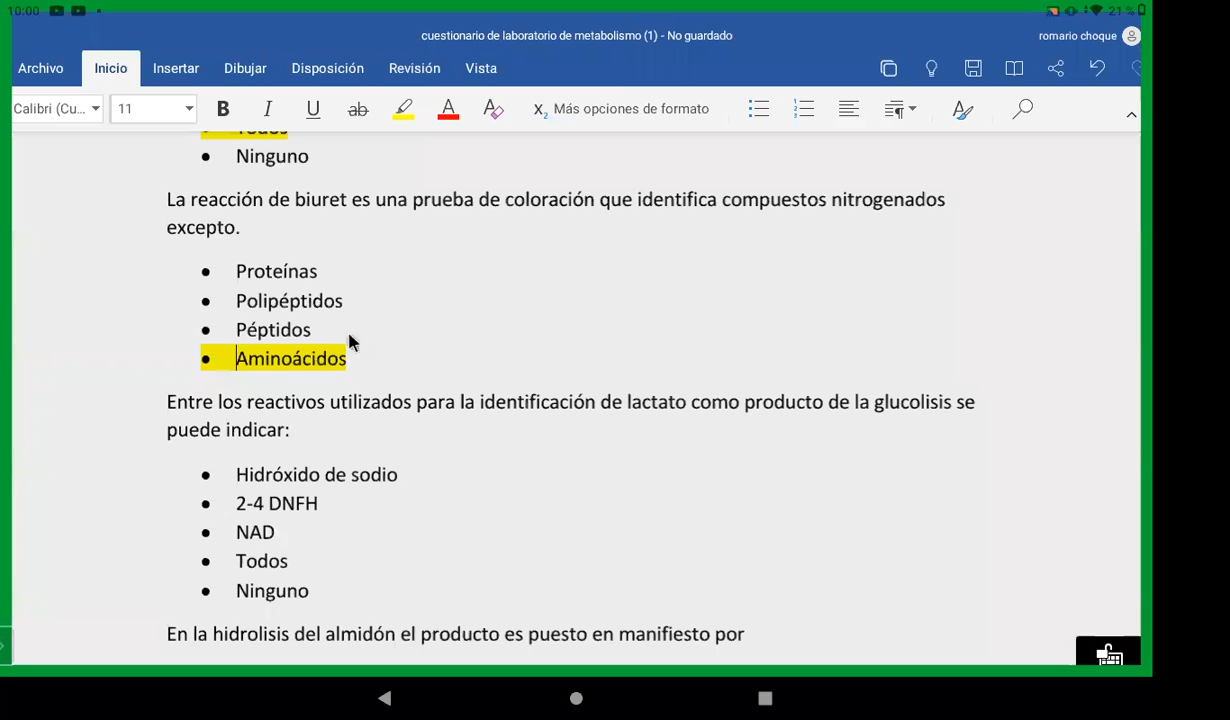 10:00
21 %
cuestionario de laboratorio de metabolismo (1) - No guardado
romario choque
Archivo Inicio Insertar Dibujar Disposición Revisión Vista
Calibri (Cu... 11 B I U ab A A X₂ Más opciones de formato
Todos
Ninguno
La reacción de biuret es una prueba de coloración que identifica compuestos nitrogenados
excepto.
Proteínas
Polipéptidos
Péptidos
Aminoácidos
Entre los reactivos utilizados para la identificación de lactato como producto de la glucolisis se
puede indicar:
Hidróxido de sodio
2-4 DNFH
NAD
Todos
Ninguno
En la hidrolisis del almidón el producto es puesto en manifiesto por